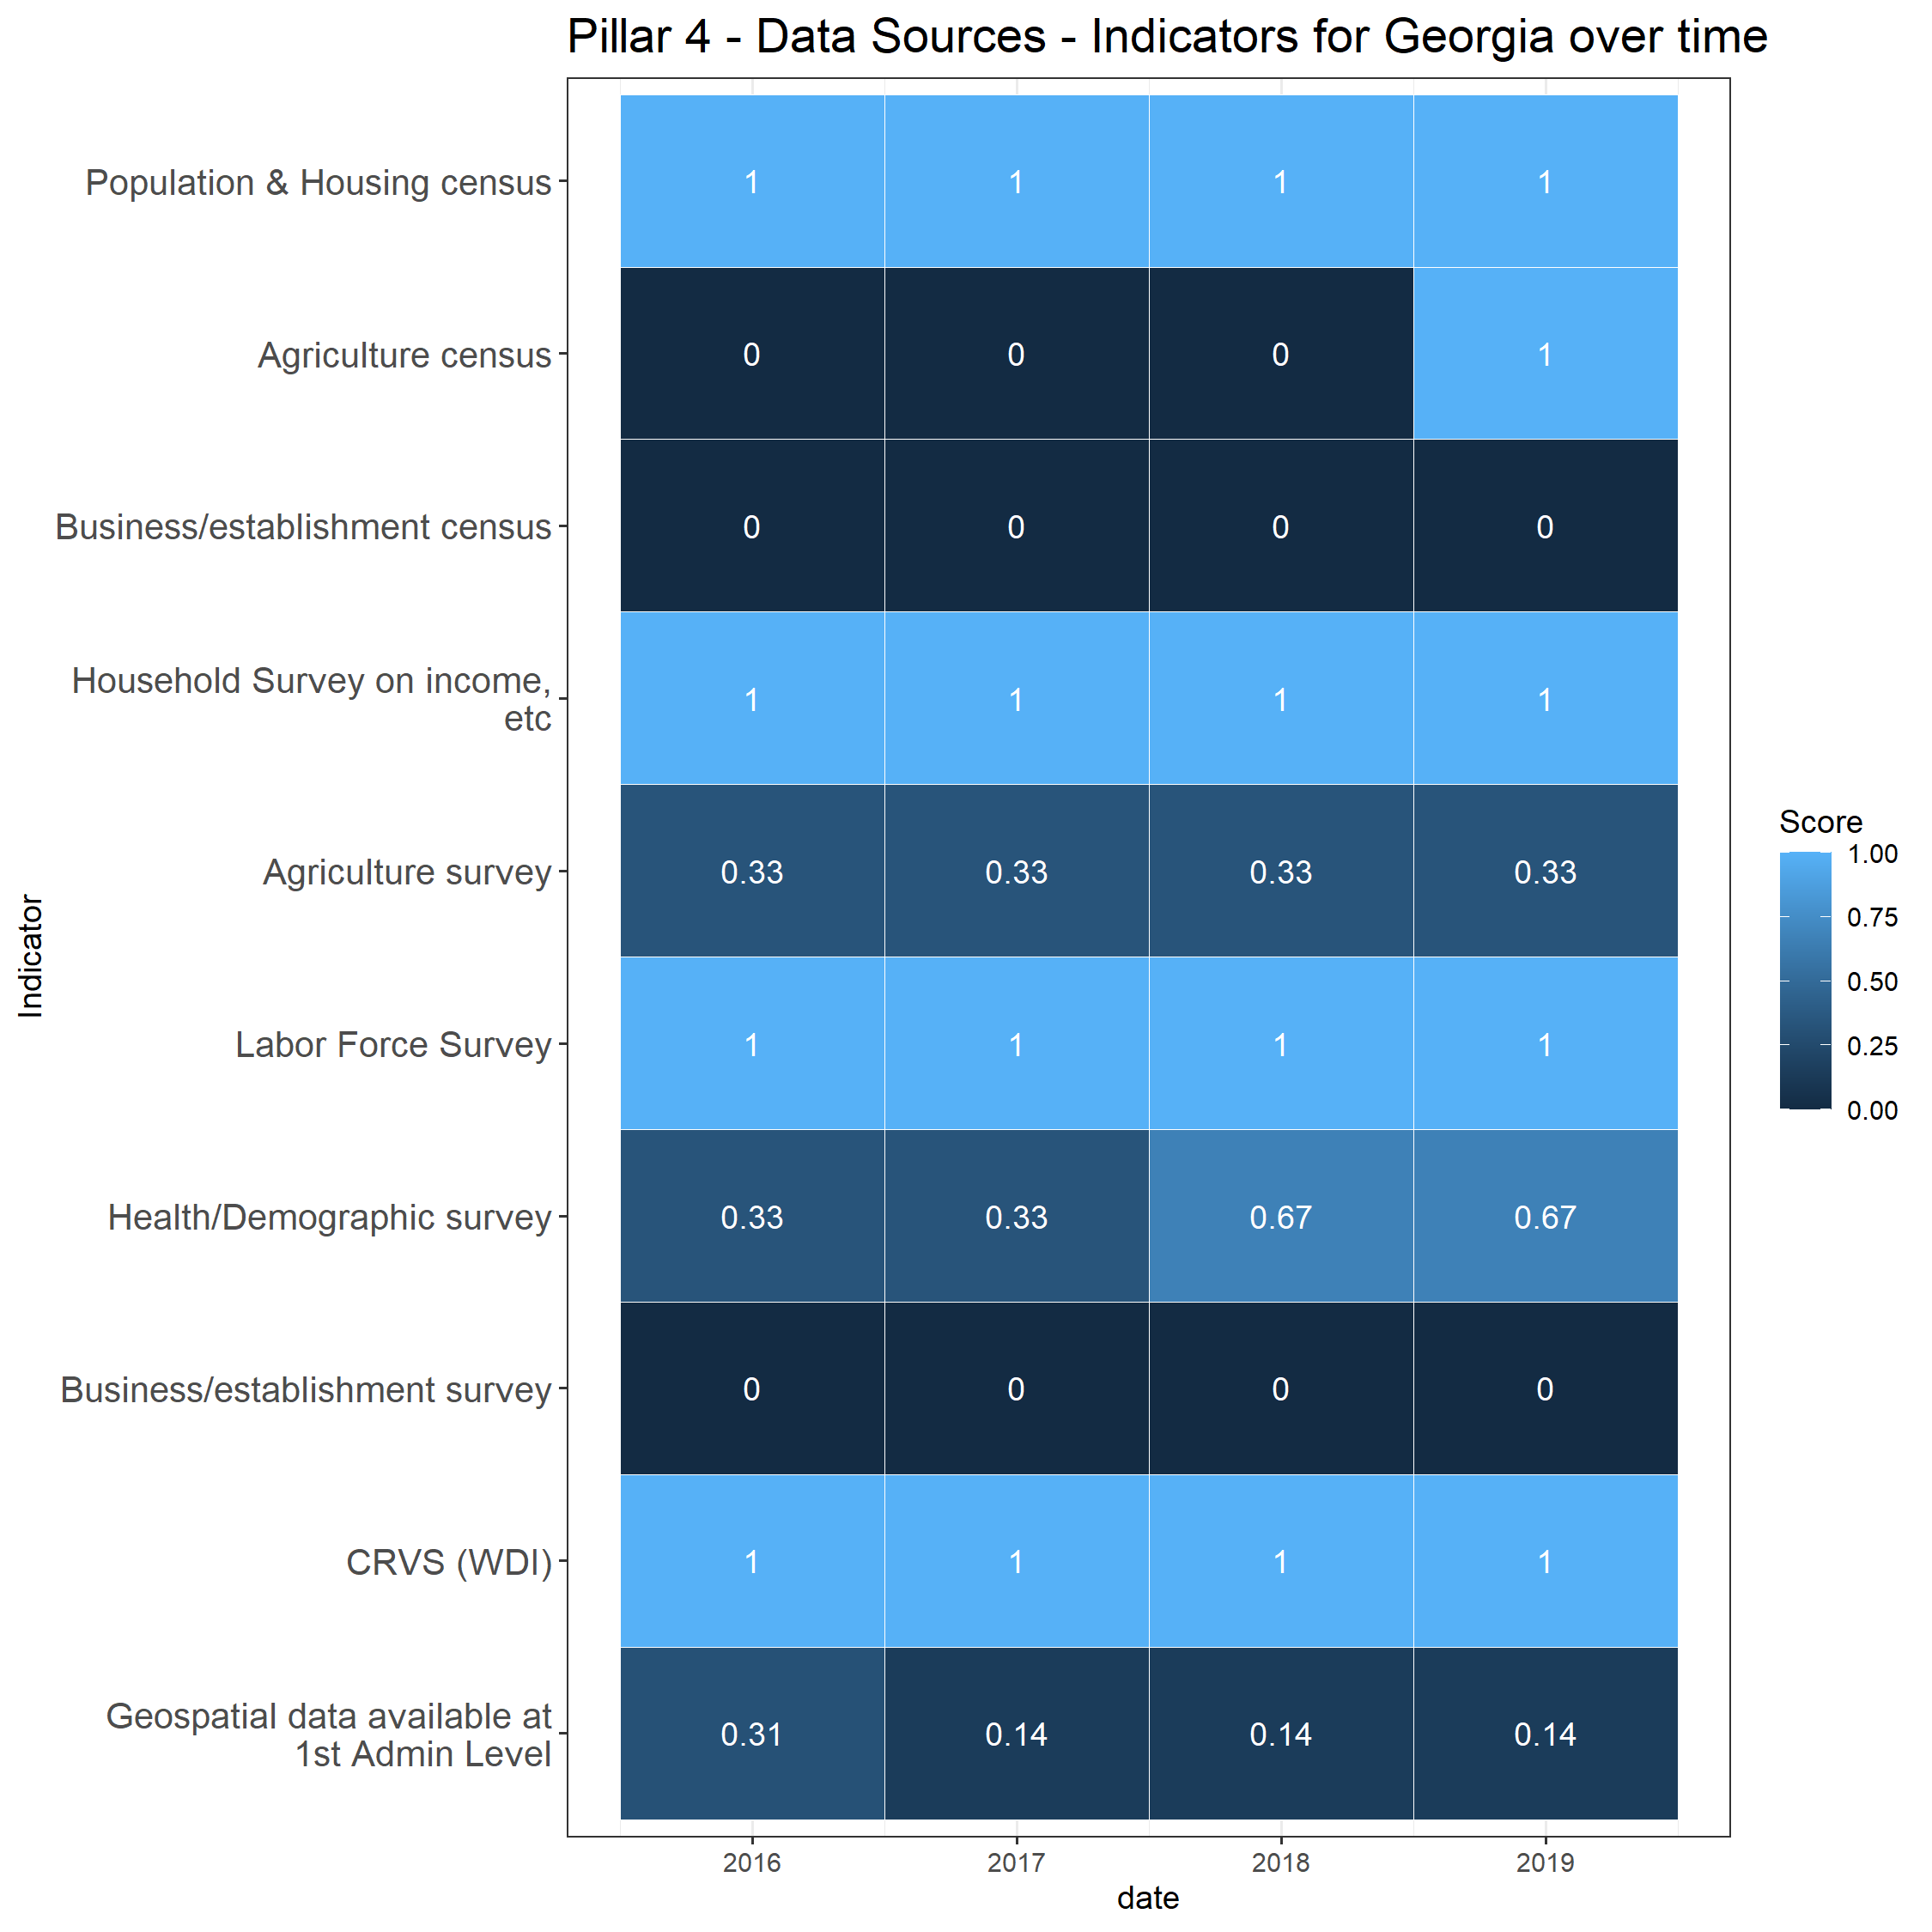 Pillar 4 - Data Sources - Indicators for Georgia over time
Population & Housing census 1 1 1 1
Agriculture census 0 0 0 1
Business/establishment census 0 0 0 0
Household Survey on income,
etc 1 1 1 1
Agriculture survey 0.33 0.33 0.33 0.33
Labor Force Survey 1 1 1 1
Health/Demographic survey 0.33 0.33 0.67 0.67
Business/establishment survey 0 0 0 0
CRVS (WDI) 1 1 1 1
Geospatial data available at
1st Admin Level 0.31 0.14 0.14 0.14
2016 2017 2018 2019
date
Indicator
Score
1.00
0.75
0.50
0.25
0.00